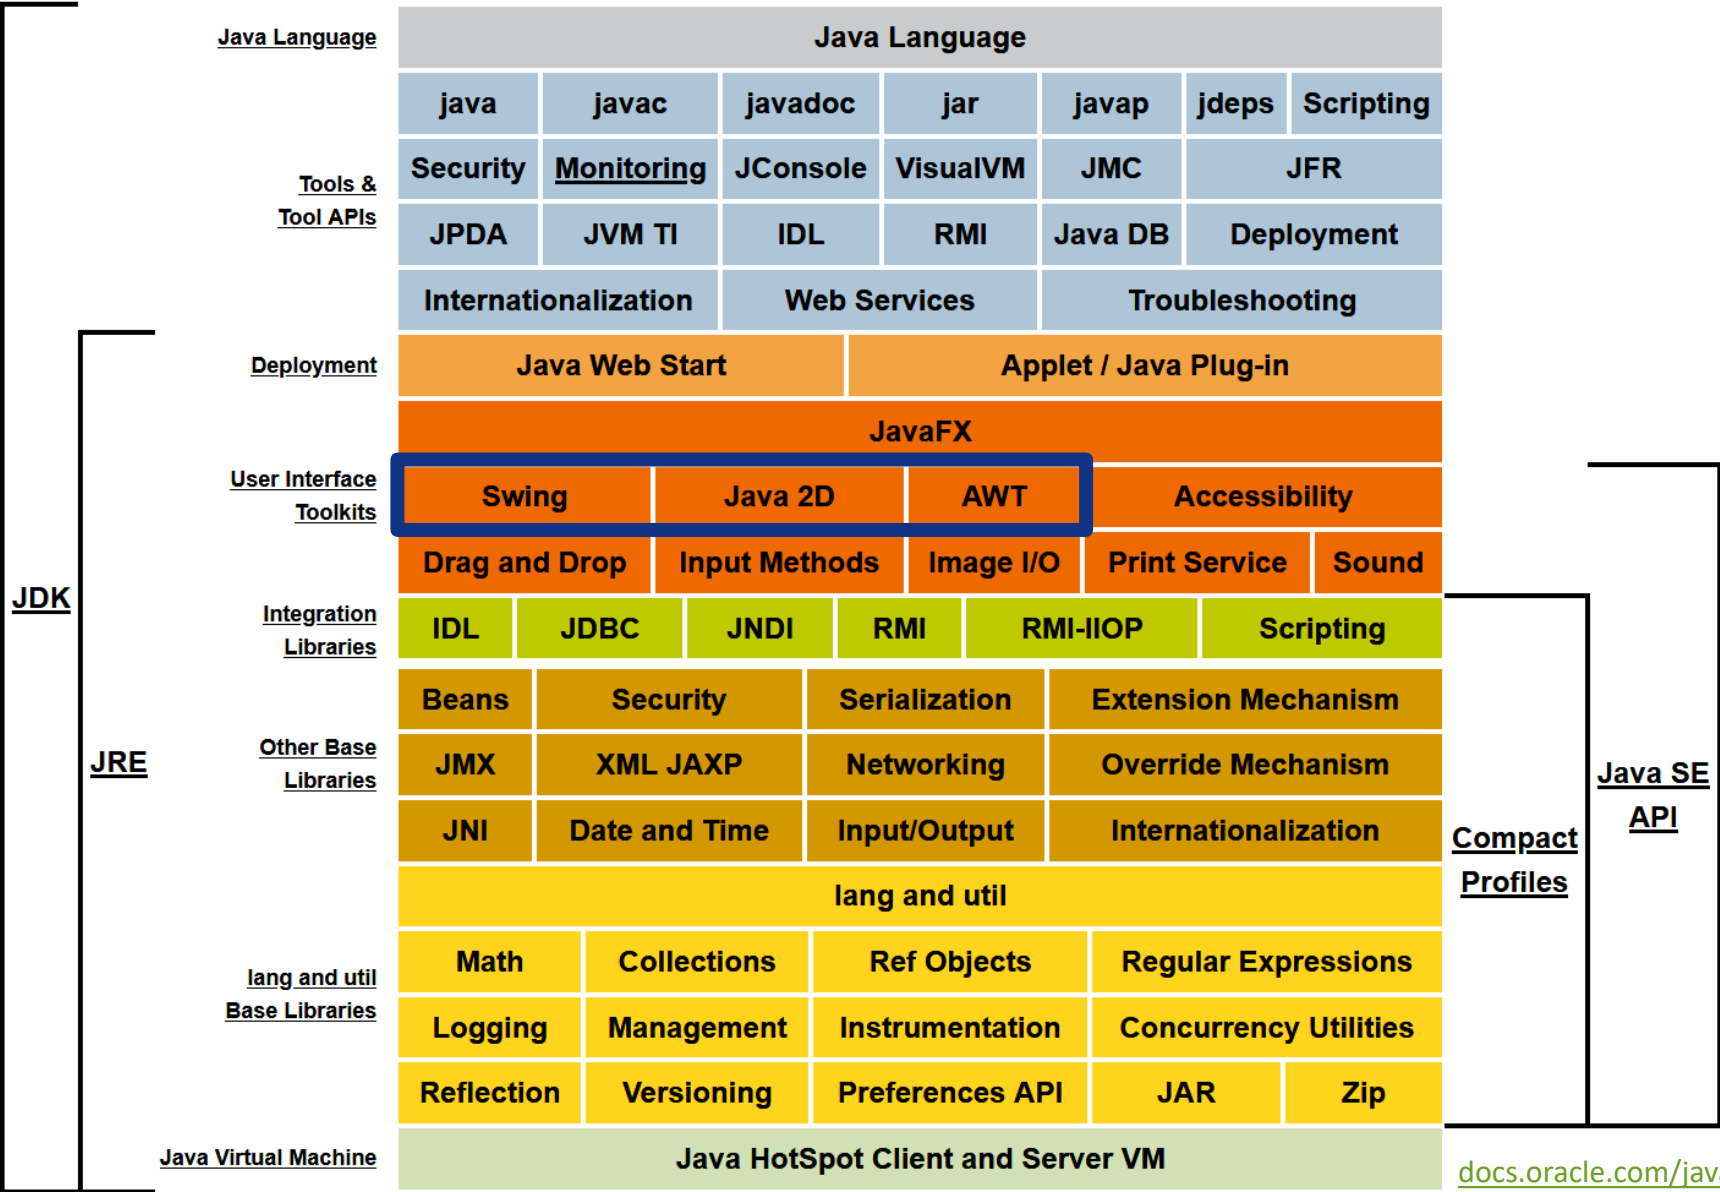 Java Language Java Language
java javac javadoc jar javap jdeps Scripting
Security Monitoring JConsole VisualVM JMC JFR
Tools &
Tool APIs
JPDA JVM TI IDL RMI Java DB Deployment
Internationalization Web Services Troubleshooting
Deployment Java Web Start Applet / Java Plug-in
JavaFX
User Interface
Toolkits
Swing Java 2D AWT Accessibility
Drag and Drop Input Methods Image I/O Print Service Sound
JDK
Integration
Libraries
IDL JDBC JNDI RMI RMI-IIOP Scripting
Beans Security Serialization Extension Mechanism
JRE
Other Base
Libraries
JMX XML JAXP Networking Override Mechanism
Java SE
API
JNI Date and Time Input/Output Internationalization
Compact
Profiles
lang and util
Math Collections Ref Objects Regular Expressions
lang and util
Base Libraries
Logging Management Instrumentation Concurrency Utilities
Reflection Versioning Preferences API JAR Zip
Java Virtual Machine Java HotSpot Client and Server VM
docs.oracle.com/java